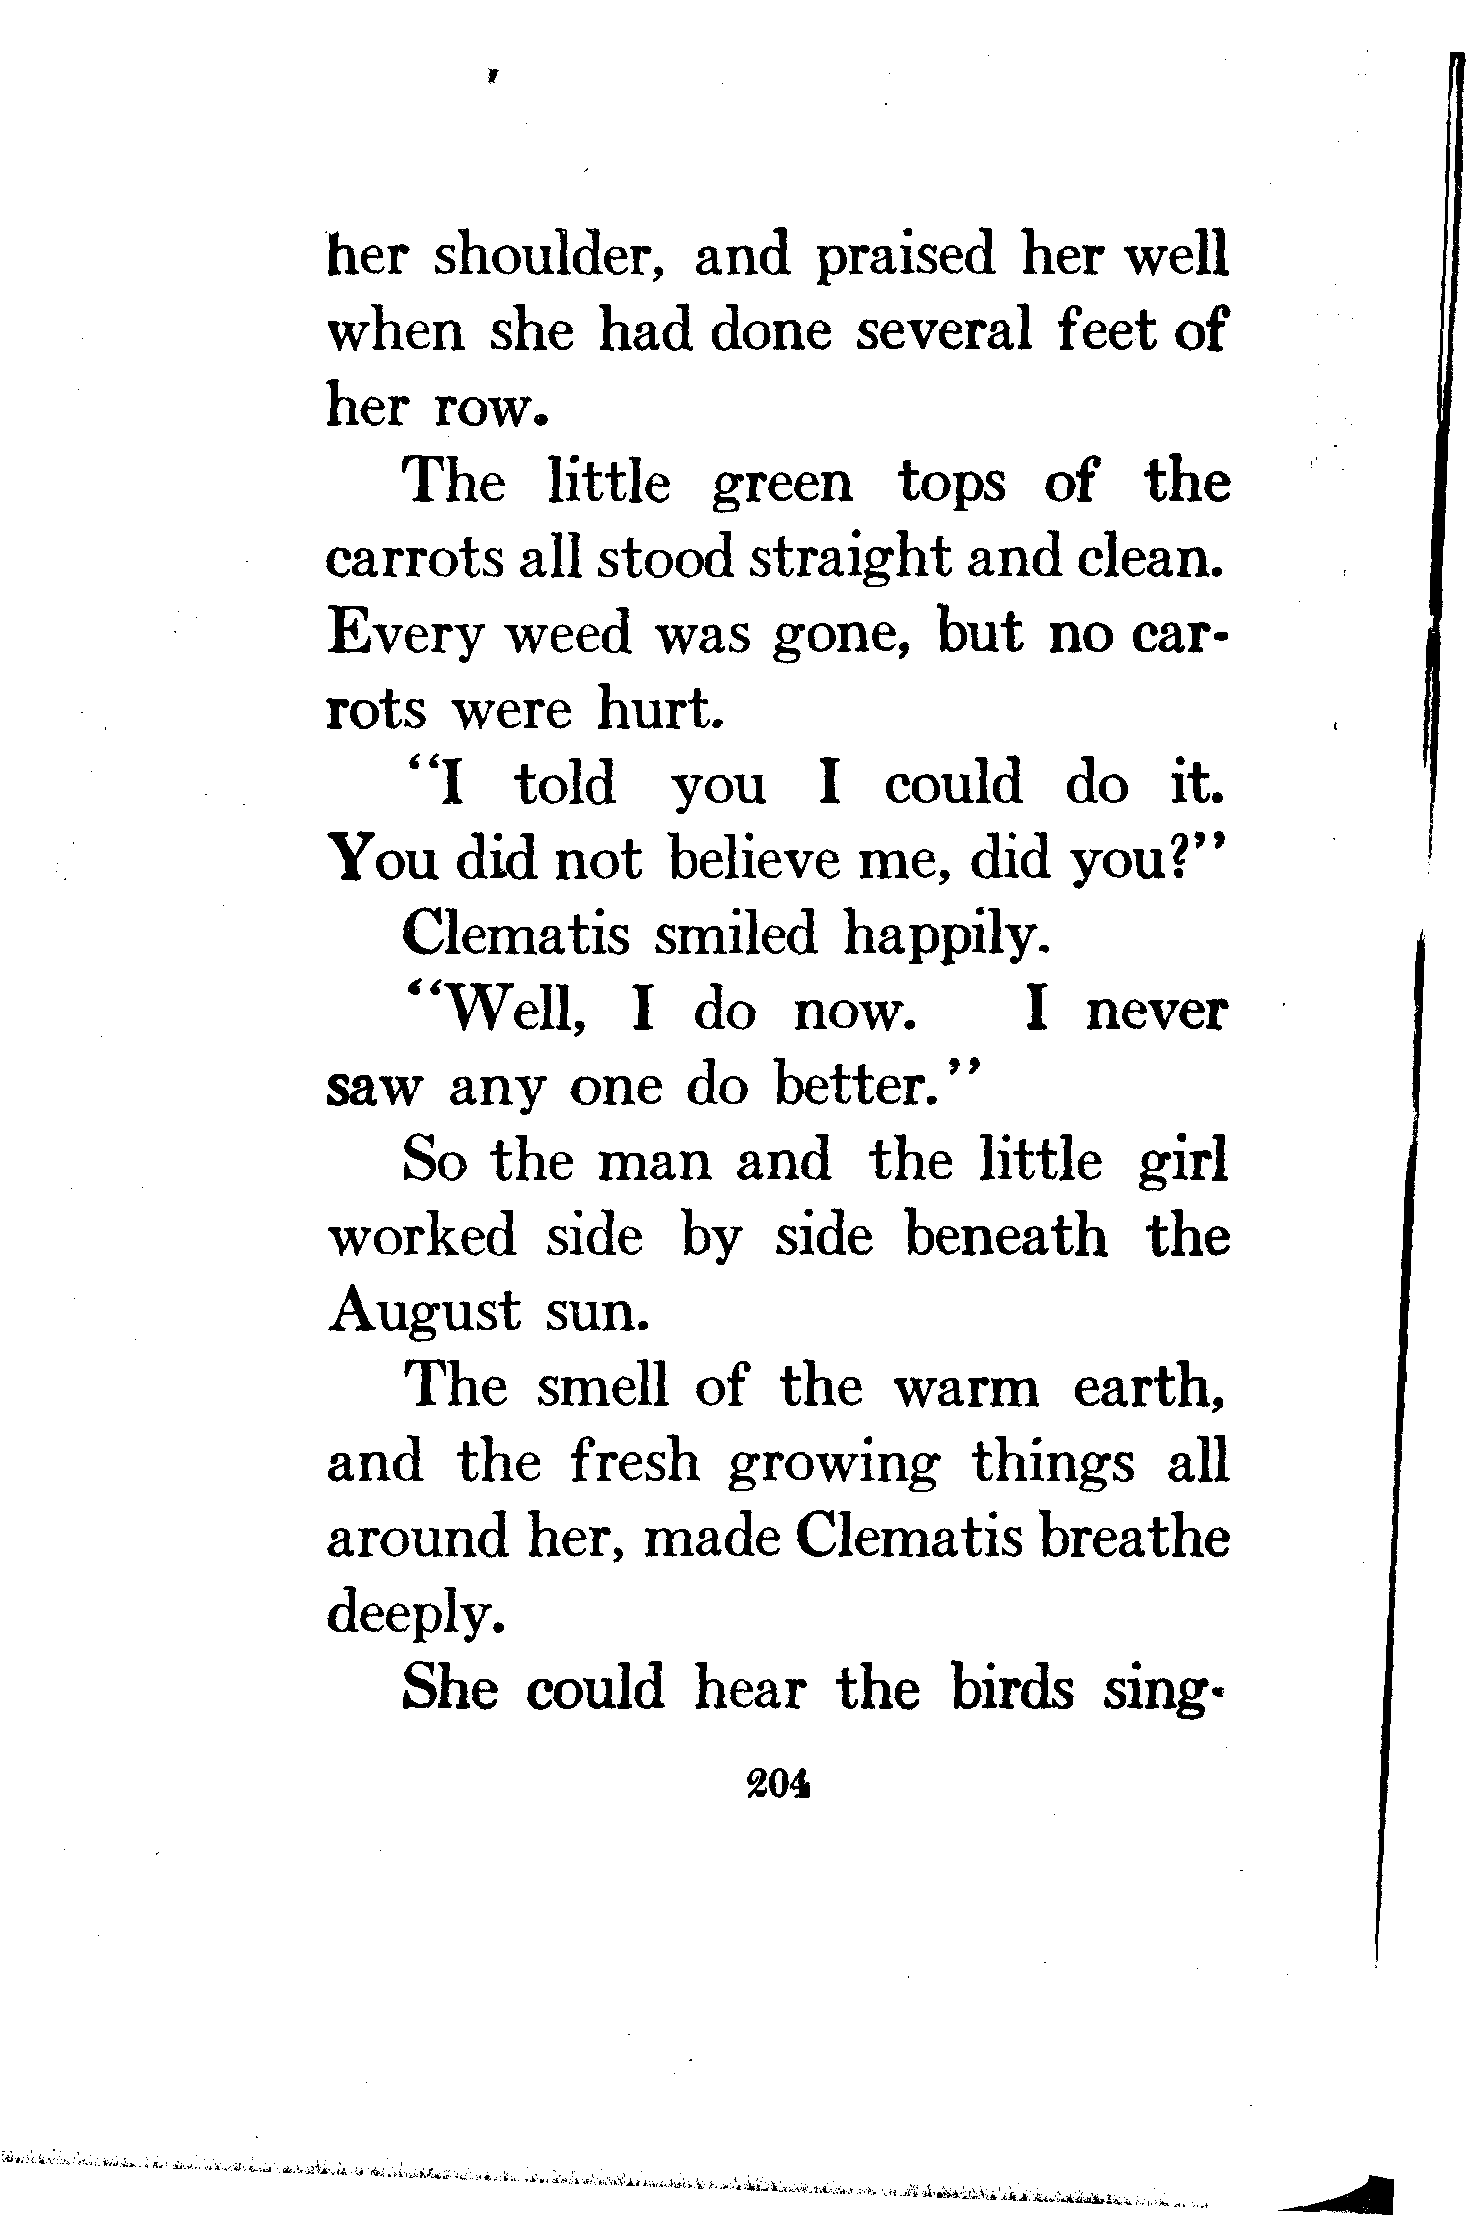 her shoulder, and praised her well
when she had done several feet of
her row.
The little green tops of the
carrots all stood straight and clean.
Every weed was gone, but no car-
rots were hurt.
"I told you I could do it.
You did not believe me, did you?"
Clematis smiled happily.
"Well, I do now. I never
saw any one do better."
So the man and the little girl
worked side by side beneath the
August sun.
The smell of the warm earth,
and the fresh growing things all
around her, made Clematis breathe
deeply.
She could hear the birds sing-
204